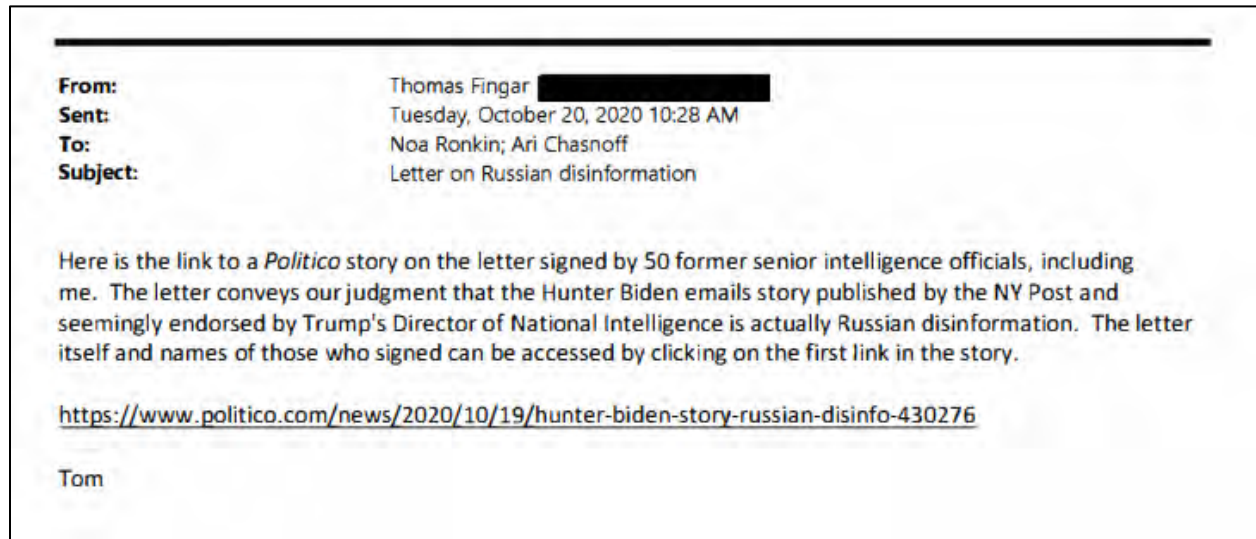 From: Thomas Fingar
Sent: Tuesday, October 20, 2020 10:28 AM
To: Noa Ronkin; Ari Chasnoff
Subject: Letter on Russian disinformation
Here is the link to a Politico story on the letter signed by 50 former senior intelligence officials, including
me. The letter conveys our judgment that the Hunter Biden emails story published by the NY Post and
seemingly endorsed by Trump's Director of National Intelligence is actually Russian disinformation. The letter
itself and names of those who signed can be accessed by clicking on the first link in the story.
https://www.politico.com/news/2020/10/19/hunter-biden-story-russian-disinfo-430276
Tom